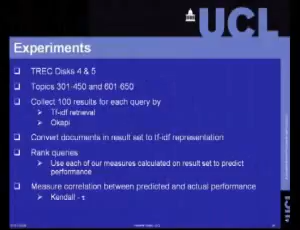 UCL
Experiments
TREC Disks 4 & 5
Topics 301-450 and 601-650
Collect 100 results for each query by
Tf-idf retrieval
Okapi
Convert documents in result set to tf-idf representation
Rank queries
Use each of our measures calculated on result set to predict
performance
Measure correlation between predicted and actual performance
Kendall - τ